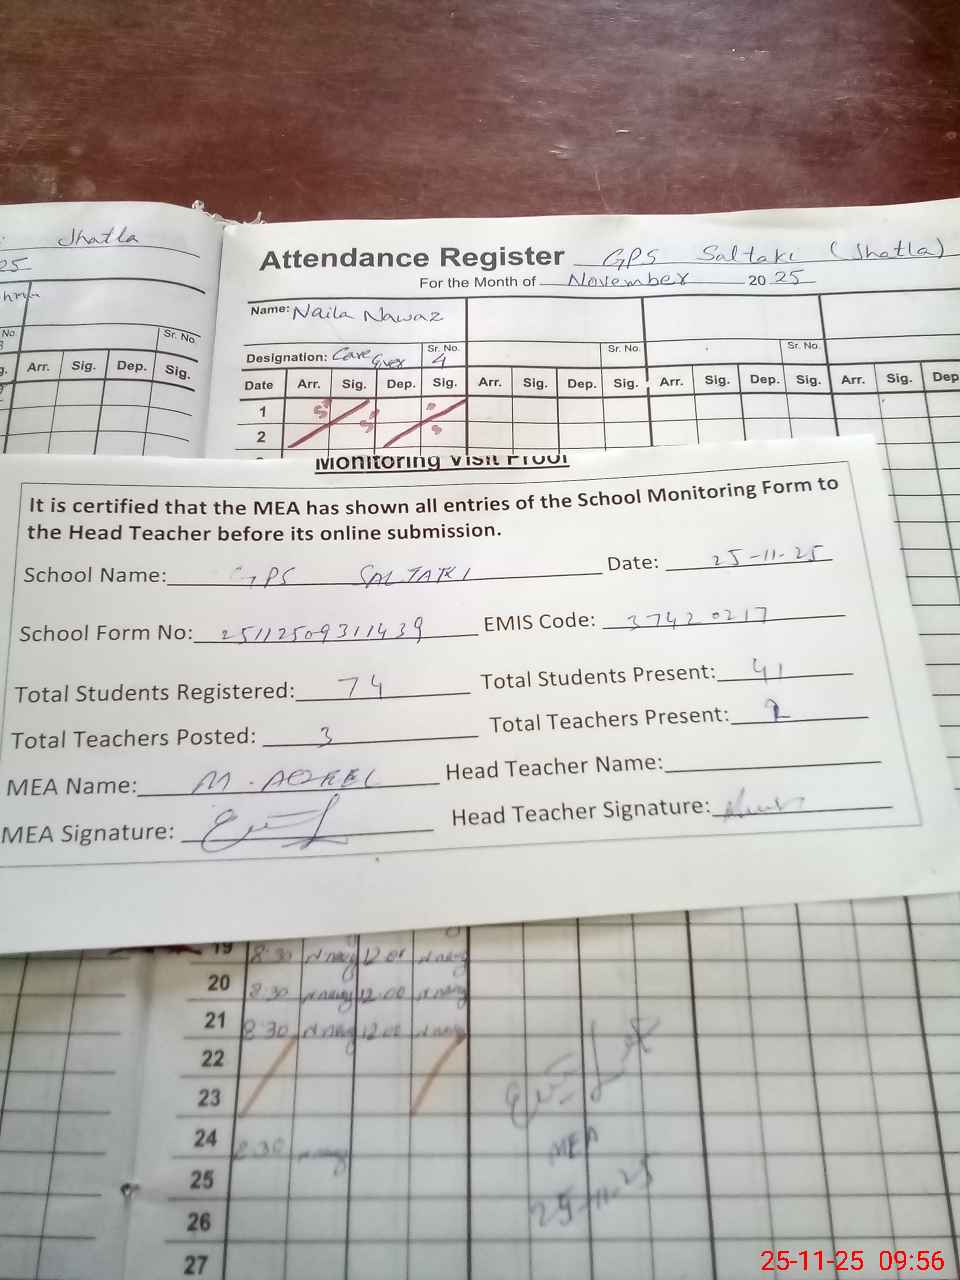 Jhatla
25
Attendance Register GPS Saltaki (Jhatla)
For the Month of November 2025
Name: Naila Nawaz
Designation: Care Giver Sr. No. 4 Sr. No. Sr. No.
Sr. No.
Arr. Sig. Dep. Sig.
Date Arr. Sig. Dep. Sig. Arr. Sig. Dep. Sig. Arr. Sig. Dep. Sig. Arr. Sig. Dep
1
2
Monitoring Visit Proof
It is certified that the MEA has shown all entries of the School Monitoring Form to
the Head Teacher before its online submission.
School Name: GPS SALTAKI Date: 25-11-25
School Form No: 25112509311439 EMIS Code: 37420217
Total Students Registered: 74 Total Students Present: 41
Total Teachers Posted: 3 Total Teachers Present: 2
MEA Name: Head Teacher Name:
MEA Signature: Head Teacher Signature:
19 8:30 12.00
20 8:30 12.00
21 8:30 12.00
22
23
24 8:30
MEA
25
25-11-25
26
27
25-11-25 09:56